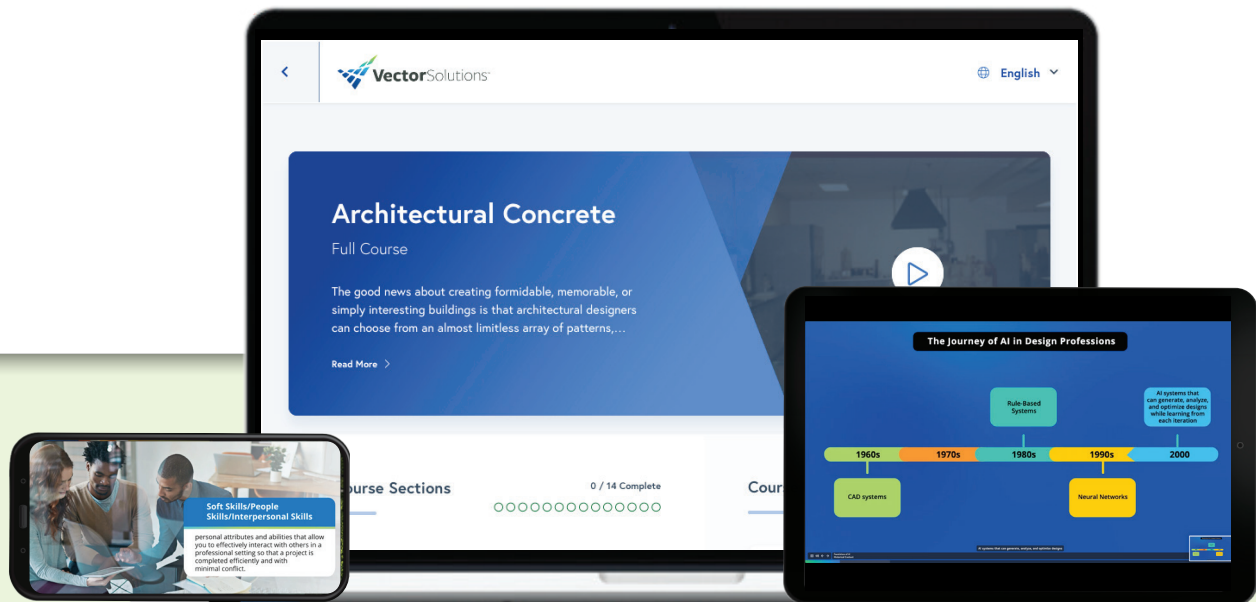 VectorSolutions
English
Architectural Concrete
Full Course
The good news about creating formidable, memorable, or
simply interesting buildings is that architectural designers
can choose from an almost limitless array of patterns,...
Read More
ourse Sections
0 / 14 Complete
Cour
The Journey of AI in Design Professions
Rule-Based
Systems
AI systems that
can generate, analyze,
and optimize designs
while learning from
each iteration
1960s 1970s 1980s 1990s 2000
CAD systems
Neural Networks
AI systems that can generate, analyze, and optimize designs
Soft Skills/People
Skills/Interpersonal Skills
personal attributes and abilities that allow
you to effectively interact with others in a
professional setting so that a project is
completed efficiently and with
minimal conflict.